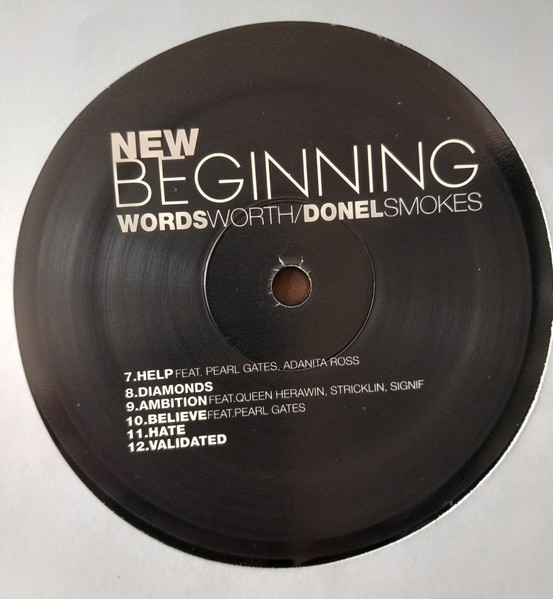 NEW
BEGINNING
WORDSWORTH/DONELSMOKES
7.HELP FEAT. PEARL GATES, ADANITA ROSS
8.DIAMONDS
9.AMBITION FEAT.QUEEN HERAWIN, STRICKLIN, SIGNIF
10.BELIEVE FEAT.PEARL GATES
11.HATE
12.VALIDATED